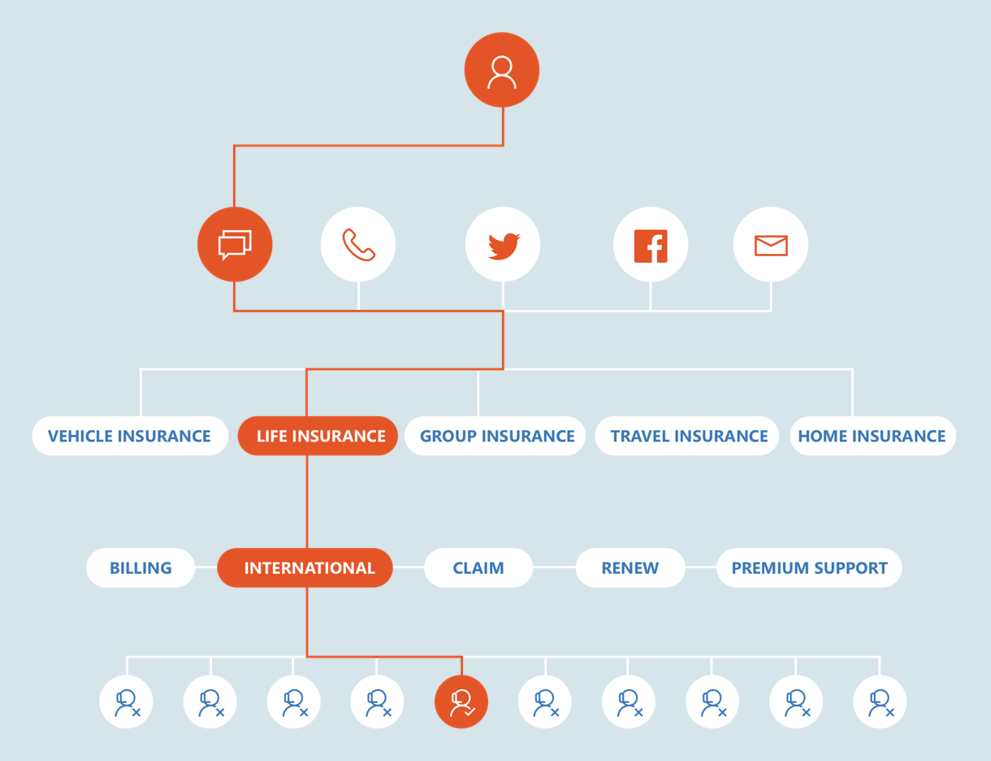 VEHICLE INSURANCE
LIFE INSURANCE
GROUP INSURANCE
TRAVEL INSURANCE
HOME INSURANCE
BILLING
INTERNATIONAL
CLAIM
RENEW
PREMIUM SUPPORT